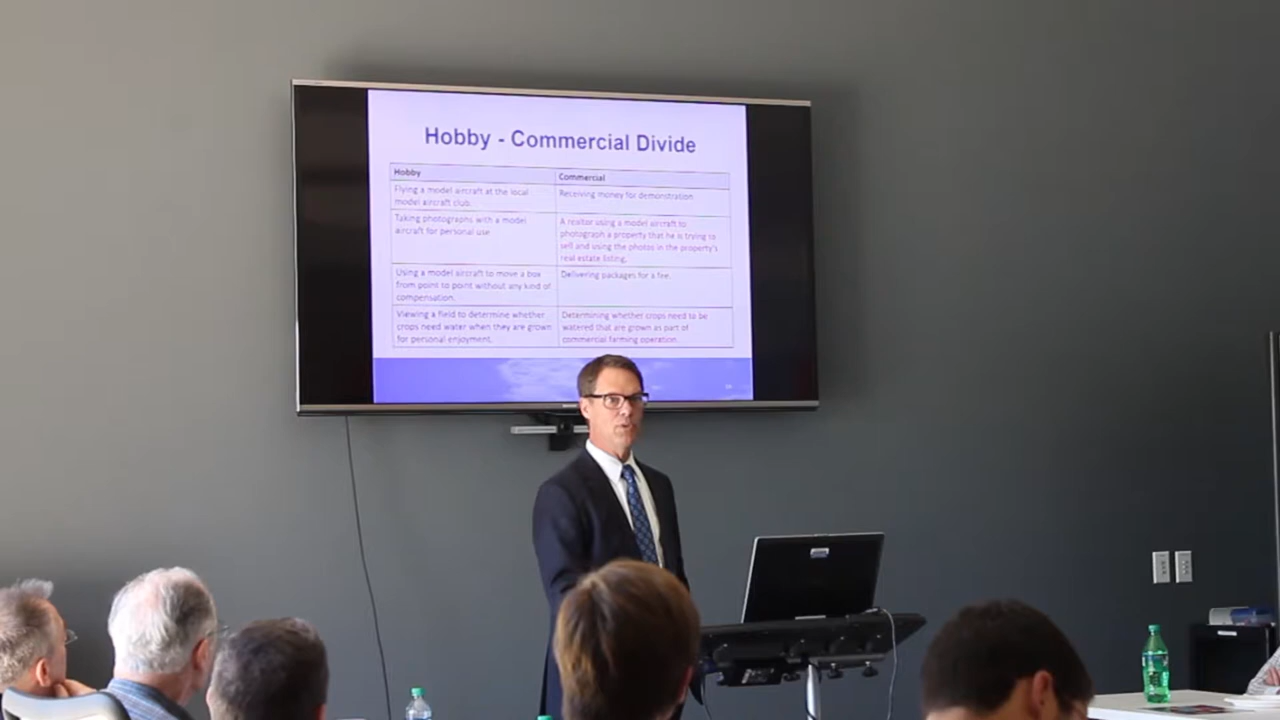 Hobby - Commercial Divide
Hobby
Commercial
Flying a model aircraft at the local
model aircraft club.
Receiving money for demonstration
Taking photographs with a model
aircraft for personal use
A realtor using a model aircraft to
photograph a property that he is trying to
sell and using the photos in the property's
real estate listing.
Using a model aircraft to move a box
from point to point without any kind of
compensation.
Delivering packages for a fee.
Viewing a field to determine whether
crops need water when they are grown
for personal enjoyment.
Determining whether crops need to be
watered that are grown as part of
commercial farming operation.